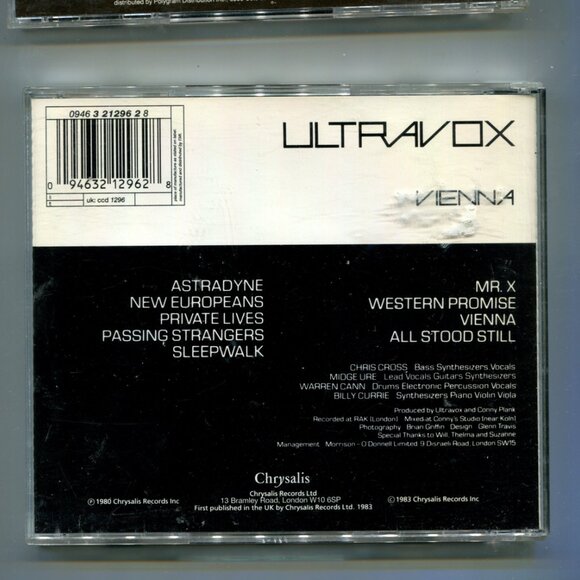 distributed by Polygram Distribution Inc.,
0946 3 21296 2 8
0 94632 12962 8
uk: ccd 1296
ULTRAVOX
VIENNA
ASTRADYNE
NEW EUROPEANS
PRIVATE LIVES
PASSING STRANGERS
SLEEPWALK
MR. X
WESTERN PROMISE
VIENNA
ALL STOOD STILL
CHRIS CROSS Bass Synthesizers Vocals
MIDGE URE Lead Vocals Guitars Synthesizers
WARREN CANN Drums Electronic Percussion Vocals
BILLY CURRIE Synthesizers Piano Violin Viola
Produced by Ultravox and Conny Plank
Recorded at RAK (London) Mixed at Conny's Studio (near Koln)
Photography Brian Griffin Design Glenn Travis
Special Thanks to Will, Thelma and Suzanne
Management Morrison - O'Donnell Limited 9 Disraeli Road, London SW15
Chrysalis
Chrysalis Records Ltd
13 Bramley Road, London W10 6SP
First published in the UK by Chrysalis Records Ltd. 1983
℗ 1980 Chrysalis Records Inc
© 1983 Chrysalis Records Inc